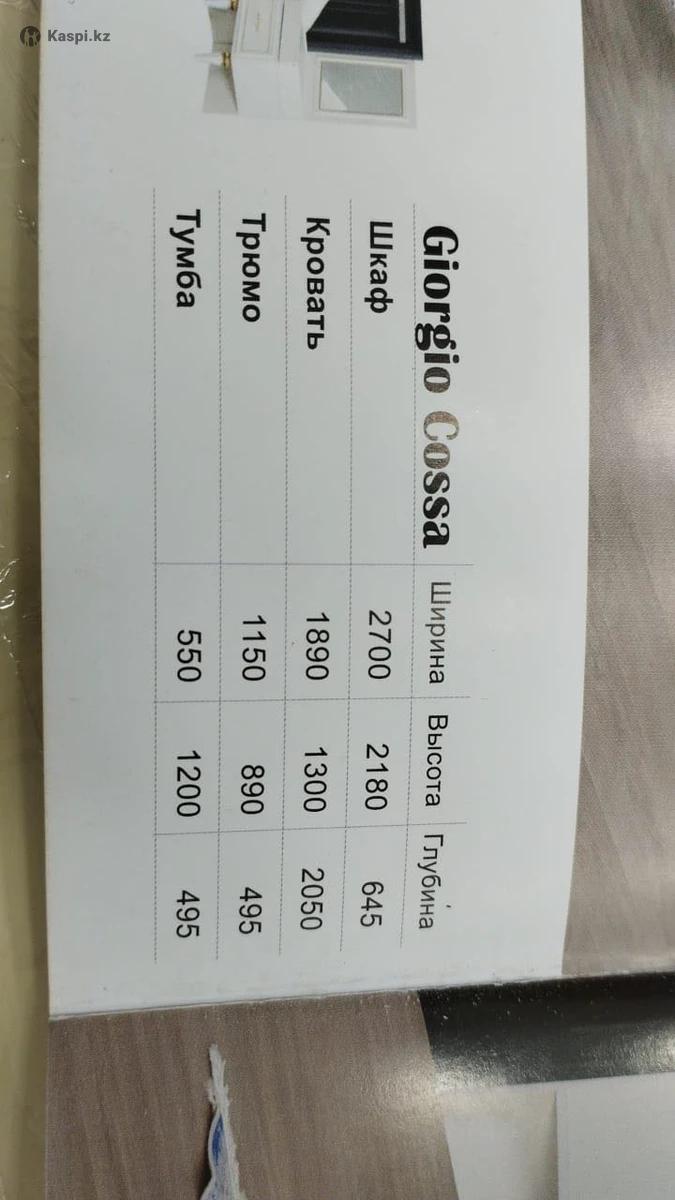 Kaspi.kz
Giorgio Cossa Ширина Высота Глубина
Шкаф 2700 2180 645
Кровать 1890 1300 2050
Трюмо 1150 890 495
Тумба 550 1200 495